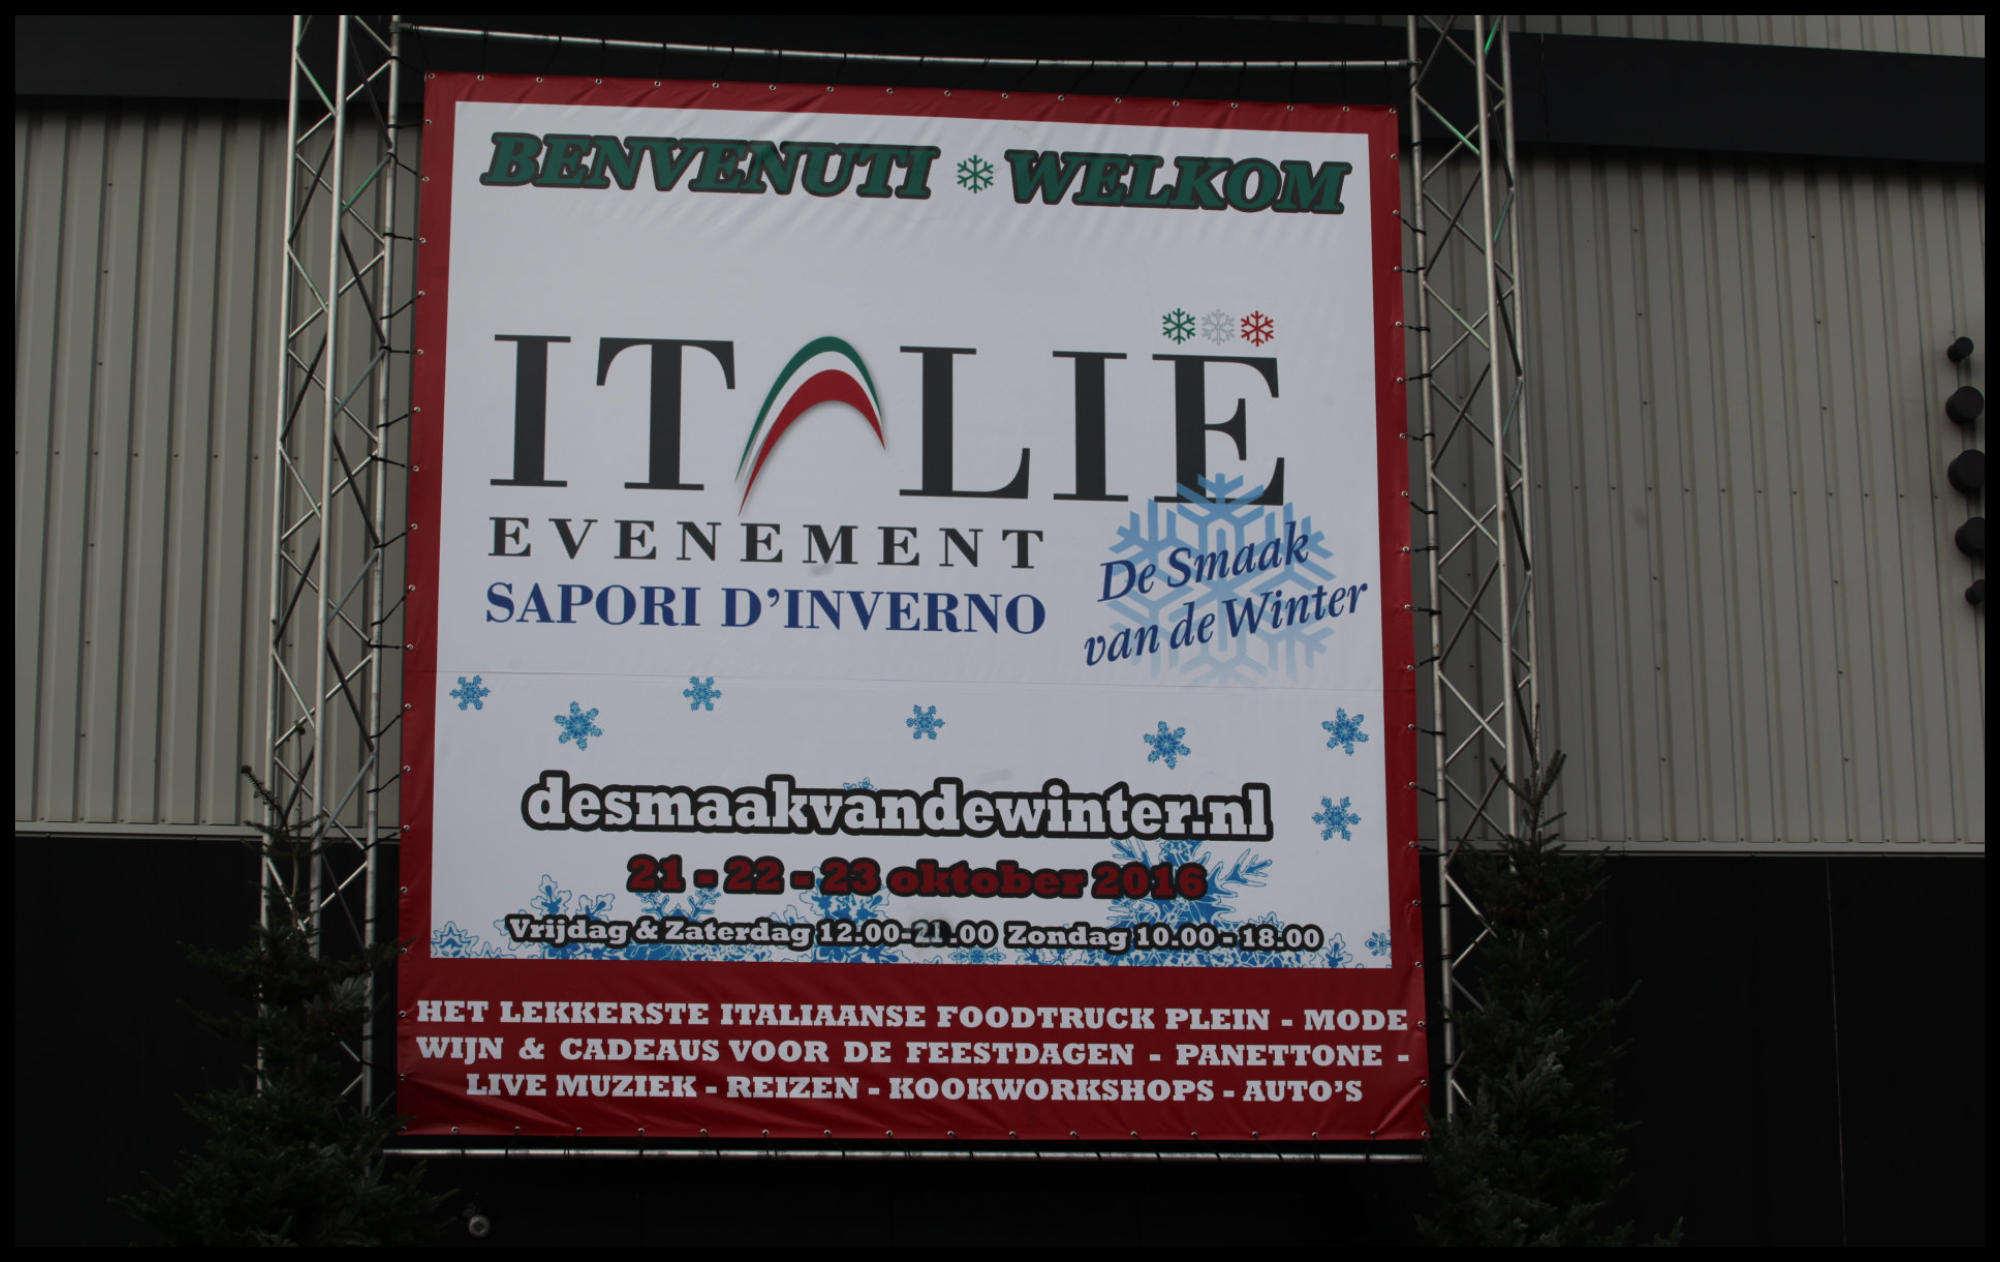 BENVENUTI WELKOM
ITALIË
EVENEMENT
SAPORI D'INVERNO
De Smaak
van de Winter
desmaakvandewinter.nl
21 - 22 - 23 oktober 2016
Vrijdag & Zaterdag 12.00-21.00 Zondag 10.00 - 18.00
HET LEKKERSTE ITALIAANSE FOODTRUCK PLEIN - MODE
WIJN & CADEAUS VOOR DE FEESTDAGEN - PANETTONE -
LIVE MUZIEK - REIZEN - KOOKWORKSHOPS - AUTO'S